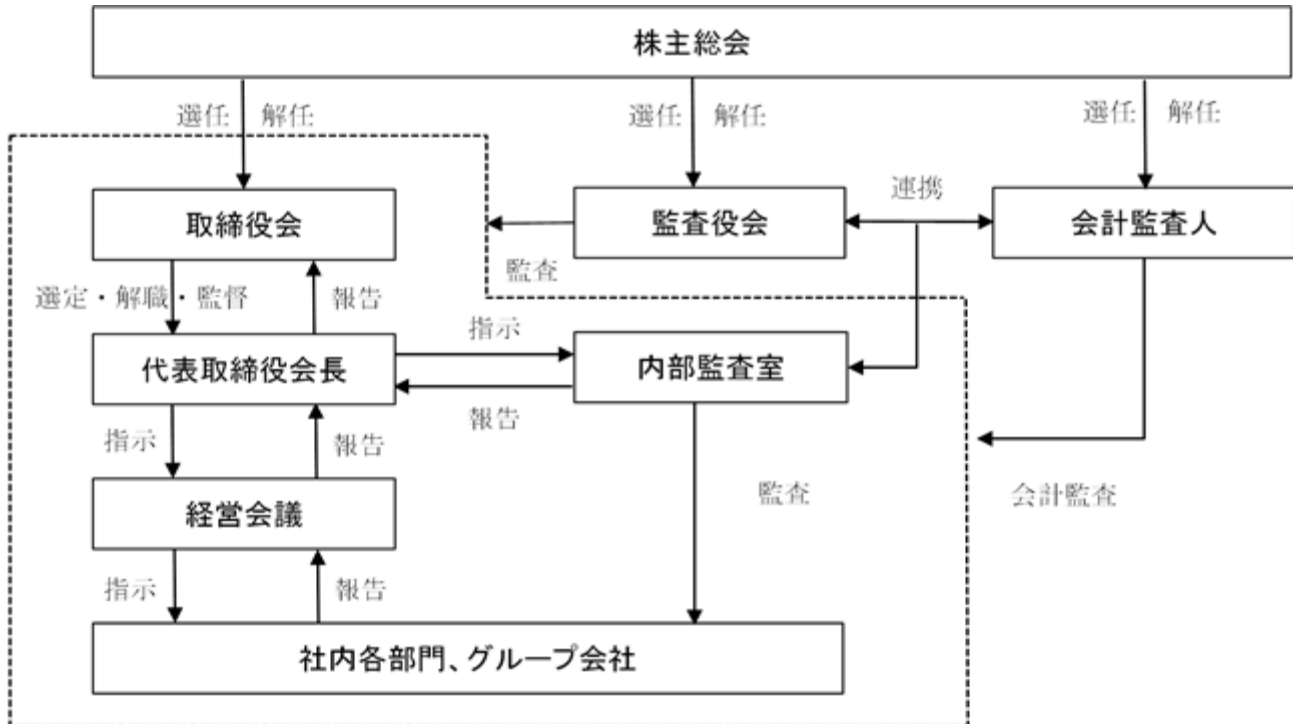 株主総会
選任 解任
選任 解任
選任 解任
取締役会
監査役会
連携
会計監査人
監査
選定・解職・監督
報告
代表取締役会長
指示
報告
内部監査室
指示
報告
経営会議
監査
会計監査
指示
報告
社内各部門、グループ会社